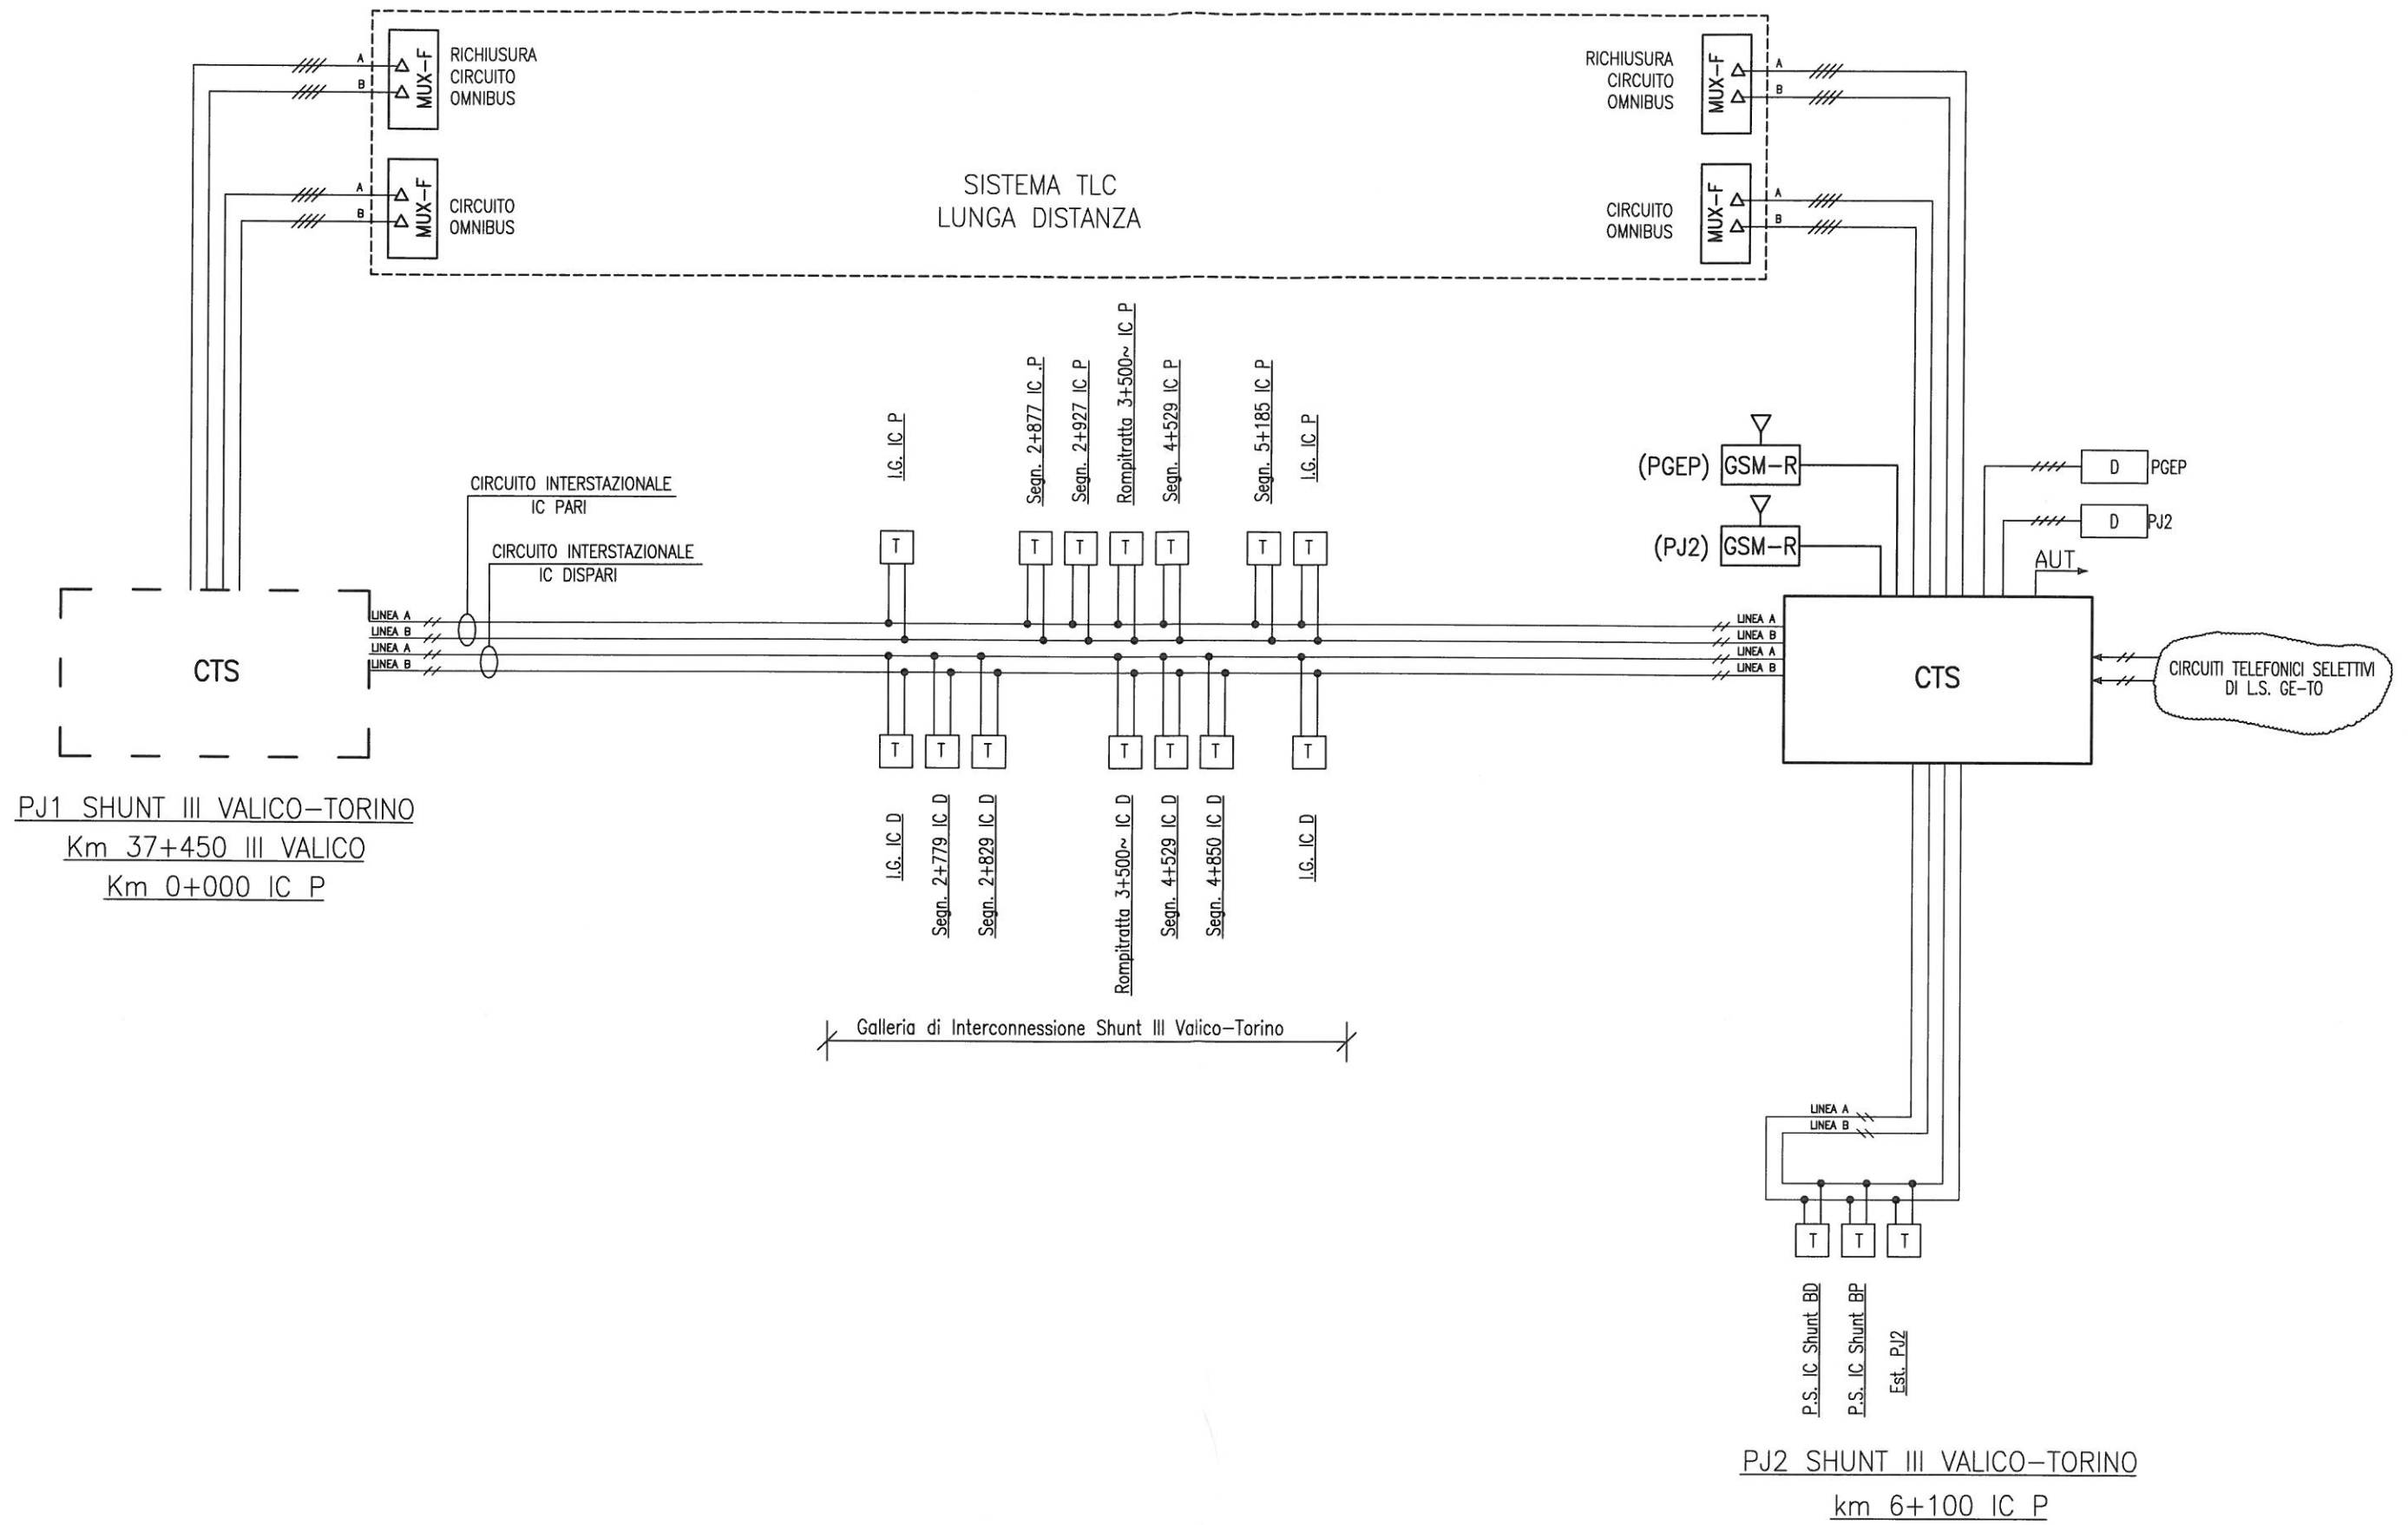 A
B
MUX-F
RICHIUSURA
CIRCUITO
OMNIBUS
A
B
MUX-F
CIRCUITO
OMNIBUS
SISTEMA TLC
LUNGA DISTANZA
RICHIUSURA
CIRCUITO
OMNIBUS
MUX-F
A
B
CIRCUITO
OMNIBUS
MUX-F
A
B
I.G. IC P
Segn. 2+877 IC .P
Segn. 2+927 IC P
Rompitratta 3+500~ IC P
Segn. 4+529 IC P
Segn. 5+185 IC P
I.G. IC P
T
T
T
T
T
T
T
CIRCUITO INTERSTAZIONALE
IC PARI
CIRCUITO INTERSTAZIONALE
IC DISPARI
(PGEP)
GSM-R
(PJ2)
GSM-R
D
PGEP
D
PJ2
AUT
LINEA A
LINEA B
LINEA A
LINEA B
CTS
LINEA A
LINEA B
LINEA A
LINEA B
CTS
CIRCUITI TELEFONICI SELETTIVI
DI L.S. GE-TO
T
T
T
T
T
T
T
I.G. IC D
Segn. 2+779 IC D
Segn. 2+829 IC D
Rompitratta 3+500~ IC D
Segn. 4+529 IC D
Segn. 4+850 IC D
I.G. IC D
PJ1 SHUNT III VALICO-TORINO
Km 37+450 III VALICO
Km 0+000 IC P
Galleria di Interconnessione Shunt III Valico-Torino
LINEA A
LINEA B
T
T
T
P.S. IC Shunt BD
P.S. IC Shunt BP
Est. PJ2
PJ2 SHUNT III VALICO-TORINO
km 6+100 IC P